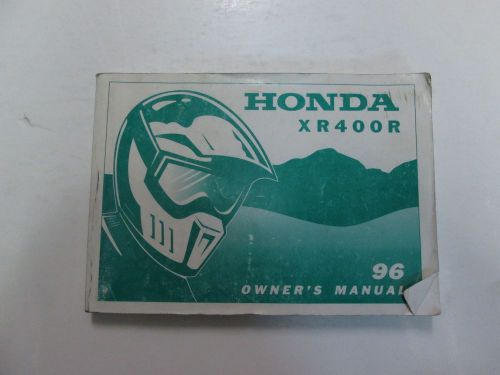 HONDA
XR400R
96
OWNER'S MANUAL